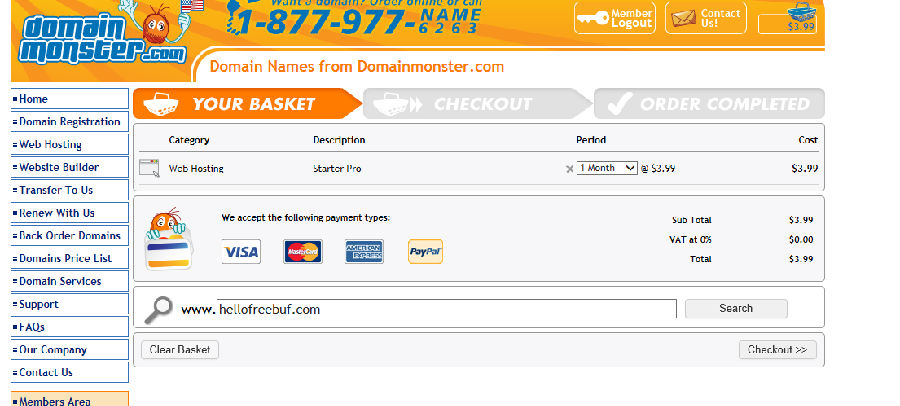 Want a domain? Order online or call
1-877-977-NAME
6263
Member Logout
Contact Us!
$3.99
domain monster.com
Domain Names from Domainmonster.com
Home
Domain Registration
Web Hosting
Website Builder
Transfer To Us
Renew With Us
Back Order Domains
Domains Price List
Domain Services
Support
FAQs
Our Company
Contact Us
Members Area
YOUR BASKET
CHECKOUT
ORDER COMPLETED
Category Description Period Cost
Web Hosting Starter Pro 1 Month @ $3.99 $3.99
We accept the following payment types:
VISA MasterCard AMERICAN EXPRESS PayPal
Sub Total $3.99
VAT at 0% $0.00
Total $3.99
www. hellofreebuf.com Search
Clear Basket Checkout >>